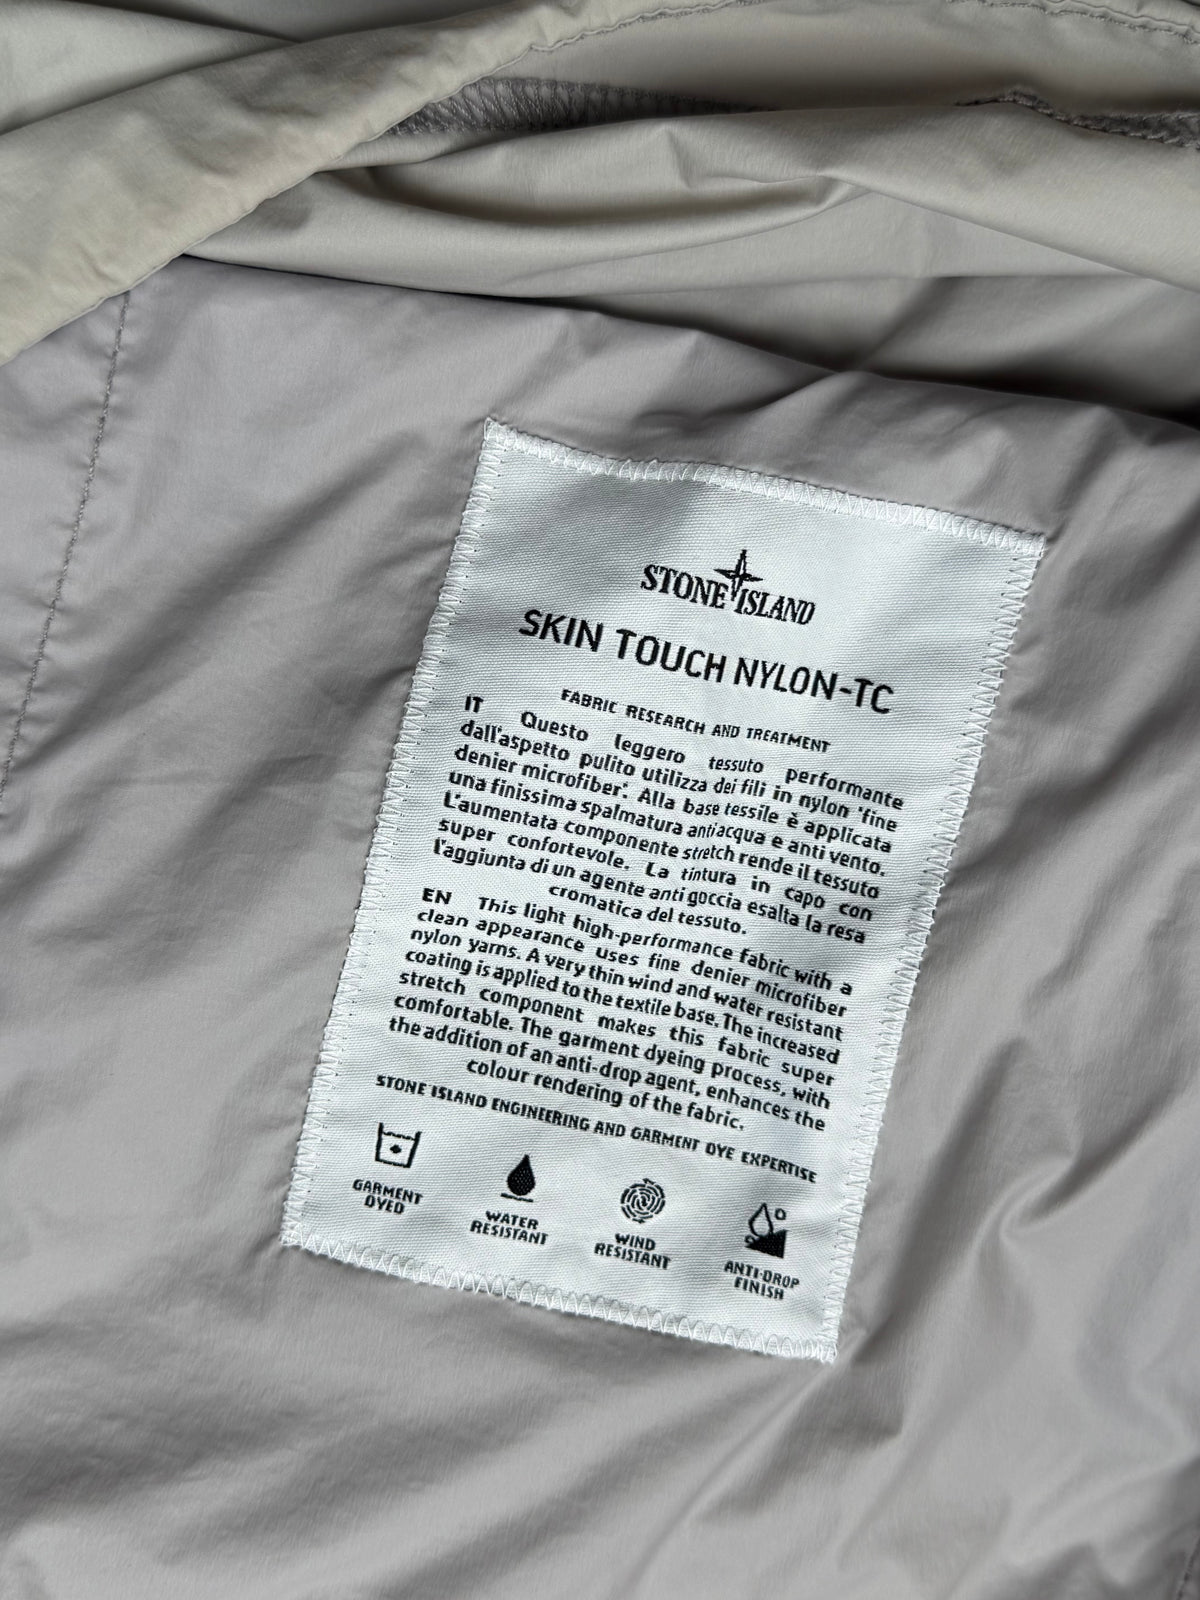 STONE ISLAND
SKIN TOUCH NYLON-TC
FABRIC RESEARCH AND TREATMENT
IT Questo leggero tessuto performante
dall'aspetto pulito utilizza dei fili in nylon 'fine
denier microfiber'. Alla base tessile è applicata
una finissima spalmatura antiacqua e anti vento.
L'aumentata componente stretch rende il tessuto
super confortevole. La tintura in capo con
l'aggiunta di un agente anti goccia esalta la resa
cromatica del tessuto.
EN This light high-performance fabric with a
clean appearance uses fine denier microfiber
nylon yarns. A very thin wind and water resistant
coating is applied to the textile base. The increased
stretch component makes this fabric super
comfortable. The garment dyeing process, with
the addition of an anti-drop agent, enhances the
colour rendering of the fabric.
STONE ISLAND ENGINEERING AND GARMENT DYE EXPERTISE
GARMENT
DYED
WATER
RESISTANT
WIND
RESISTANT
ANTI-DROP
FINISH